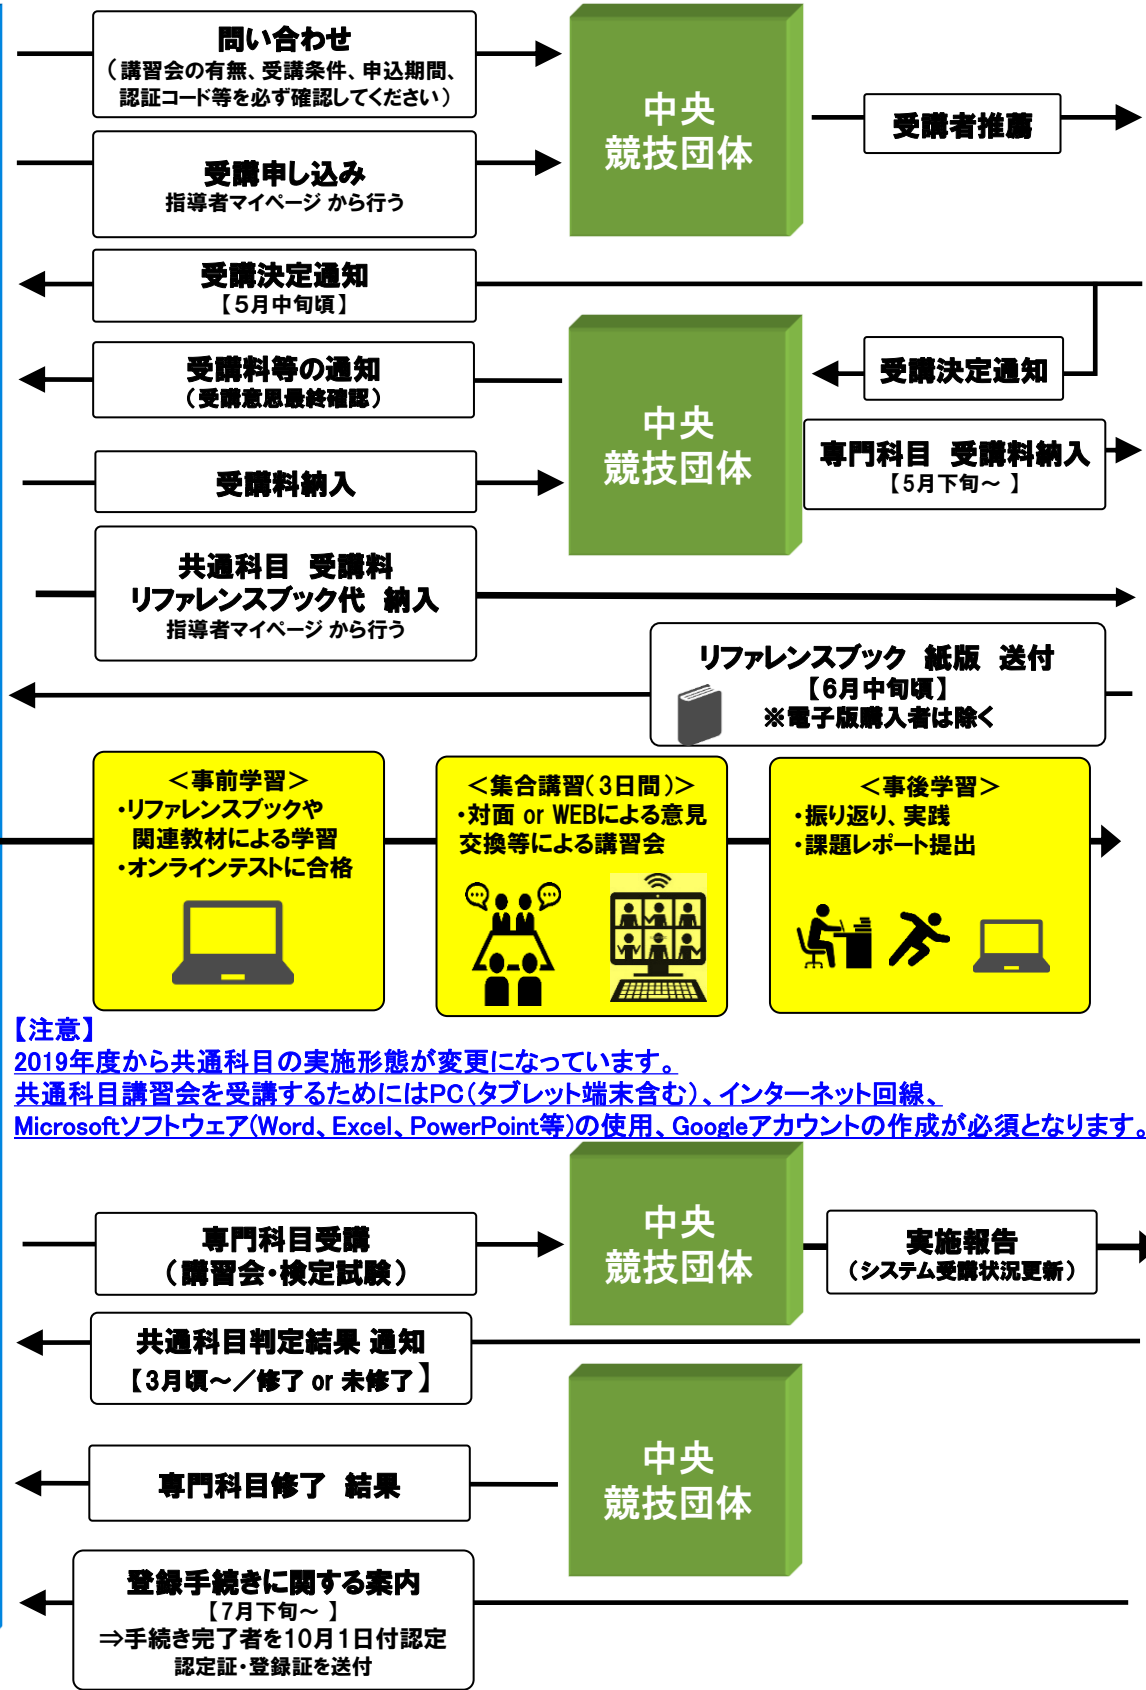 問い合わせ
（講習会の有無、受講条件、申込期間、
認証コード等を必ず確認してください）
中央
競技団体
受講者推薦
受講申し込み
指導者マイページ から行う
受講決定通知
【5月中旬頃】
受講料等の通知
（受講意思最終確認）
中央
競技団体
受講決定通知
専門科目　受講料納入
【5月下旬～ 】
受講料納入
共通科目　受講料
リファレンスブック代　納入
指導者マイページ から行う
リファレンスブック　紙版　送付
【6月中旬頃】
※電子版購入者は除く
＜事前学習＞
・リファレンスブックや
関連教材による学習
・オンラインテストに合格
＜集合講習（3日間）＞
・対面 or WEBによる意見
交換等による講習会
＜事後学習＞
・振り返り、実践
・課題レポート提出
【注意】
2019年度から共通科目の実施形態が変更になっています。
共通科目講習会を受講するためにはPC（タブレット端末含む）、インターネット回線、
Microsoftソフトウェア(Word、Excel、PowerPoint等)の使用、Googleアカウントの作成が必須となります。
専門科目受講
（講習会・検定試験）
中央
競技団体
実施報告
（システム受講状況更新）
共通科目判定結果 通知
【3月頃～／修了 or 未修了】
専門科目修了　結果
中央
競技団体
登録手続きに関する案内
【7月下旬～ 】
⇒手続き完了者を10月1日付認定
認定証・登録証を送付